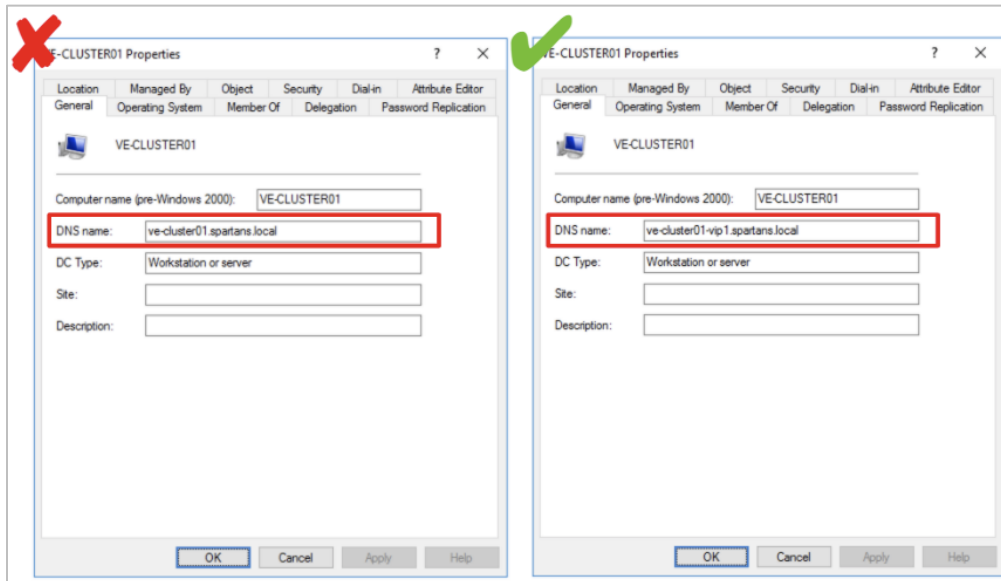 VE-CLUSTER01 Properties ? ×
Location Managed By Object Security Dial-in Attribute Editor
General Operating System Member Of Delegation Password Replication
VE-CLUSTER01
Computer name (pre-Windows 2000): VE-CLUSTER01
DNS name: ve-cluster01.spartans.local
DC Type: Workstation or server
Site:
Description:
OK Cancel Apply Help
VE-CLUSTER01 Properties ? ×
Location Managed By Object Security Dial-in Attribute Editor
General Operating System Member Of Delegation Password Replication
VE-CLUSTER01
Computer name (pre-Windows 2000): VE-CLUSTER01
DNS name: ve-cluster01-vip1.spartans.local
DC Type: Workstation or server
Site:
Description:
OK Cancel Apply Help